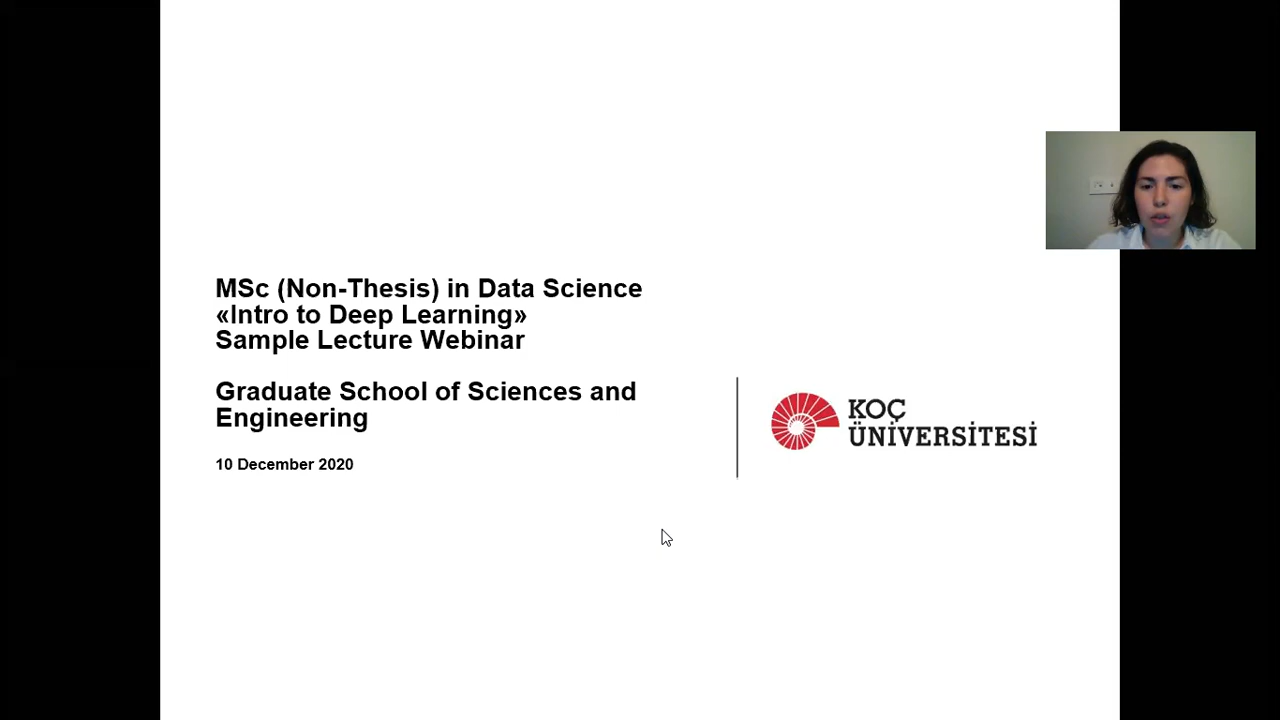 MSc (Non-Thesis) in Data Science
«Intro to Deep Learning»
Sample Lecture Webinar
Graduate School of Sciences and
Engineering
10 December 2020
KOÇ
ÜNİVERSİTESİ